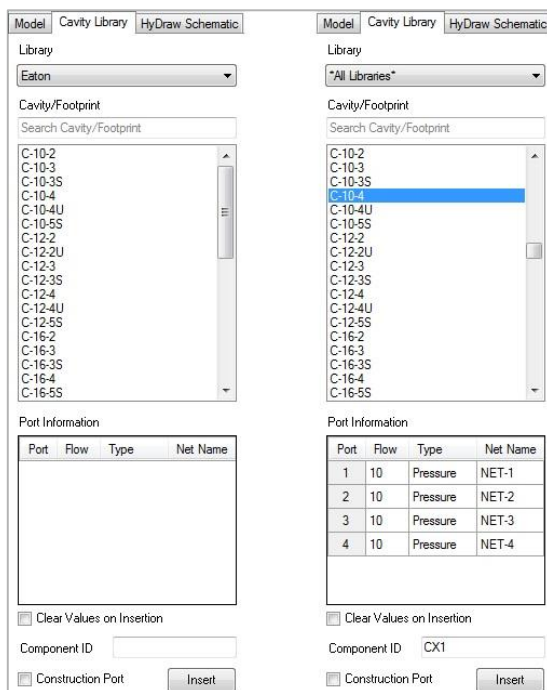 Model Cavity Library HyDraw Schematic
Library
Eaton
Cavity/Footprint
Search Cavity/Footprint
C-10-2
C-10-3
C-10-3S
C-10-4
C-10-4U
C-10-5S
C-12-2
C-12-2U
C-12-3
C-12-3S
C-12-4
C-12-4U
C-12-5S
C-16-2
C-16-3
C-16-3S
C-16-4
C-16-5S
Port Information
Port Flow Type Net Name
Clear Values on Insertion
Component ID
Construction Port Insert
Model Cavity Library HyDraw Schematic
Library
*All Libraries*
Cavity/Footprint
Search Cavity/Footprint
C-10-2
C-10-3
C-10-3S
C-10-4
C-10-4U
C-10-5S
C-12-2
C-12-2U
C-12-3
C-12-3S
C-12-4
C-12-4U
C-12-5S
C-16-2
C-16-3
C-16-3S
C-16-4
C-16-5S
Port Information
Port Flow Type Net Name
1 10 Pressure NET-1
2 10 Pressure NET-2
3 10 Pressure NET-3
4 10 Pressure NET-4
Clear Values on Insertion
Component ID CX1
Construction Port Insert